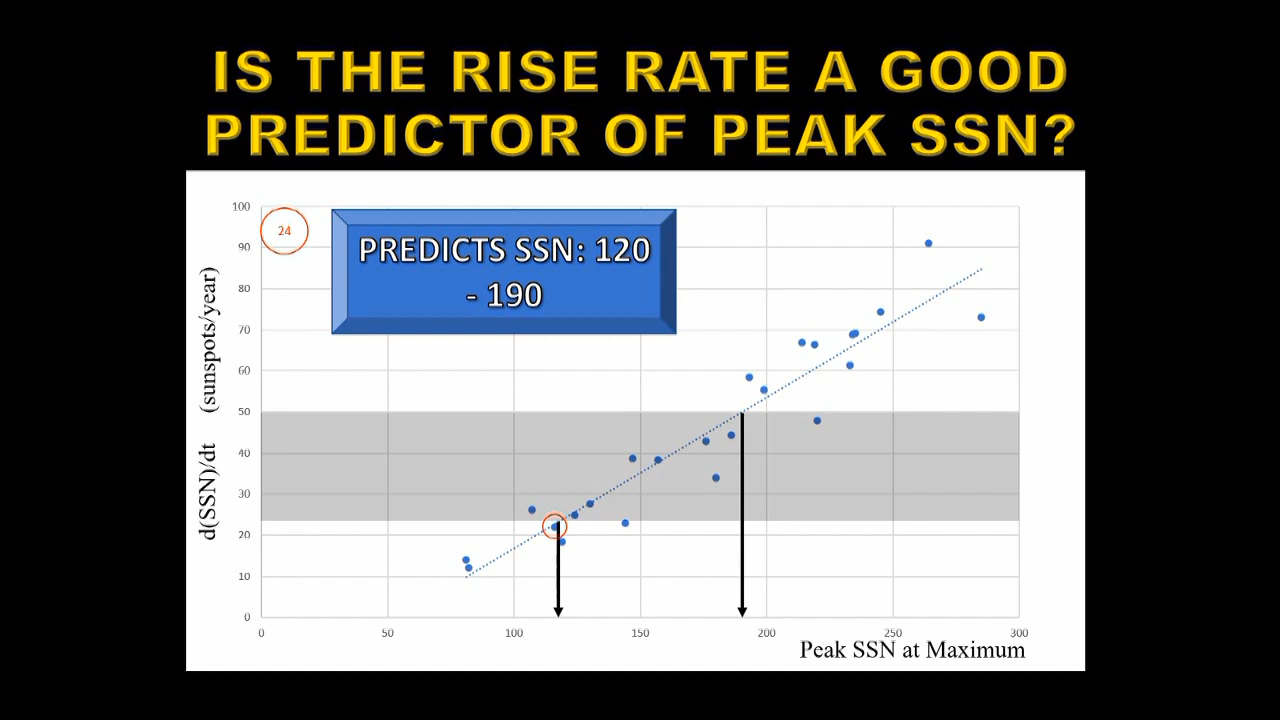 IS THE RISE RATE A GOOD
PREDICTOR OF PEAK SSN?
100
90
80
70
60
50
40
30
20
10
0
d(SSN)/dt (sunspots/year)
24
PREDICTS SSN: 120
- 190
0 50 100 150 200 250 300
Peak SSN at Maximum